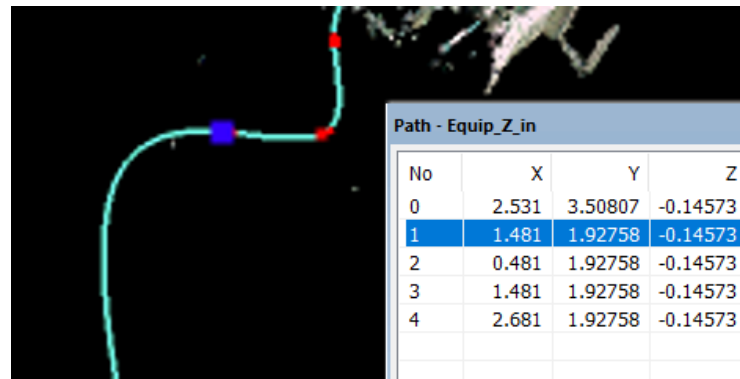 Path - Equip_Z_in
No X Y Z
0 2.531 3.50807 -0.14573
1 1.481 1.92758 -0.14573
2 0.481 1.92758 -0.14573
3 1.481 1.92758 -0.14573
4 2.681 1.92758 -0.14573